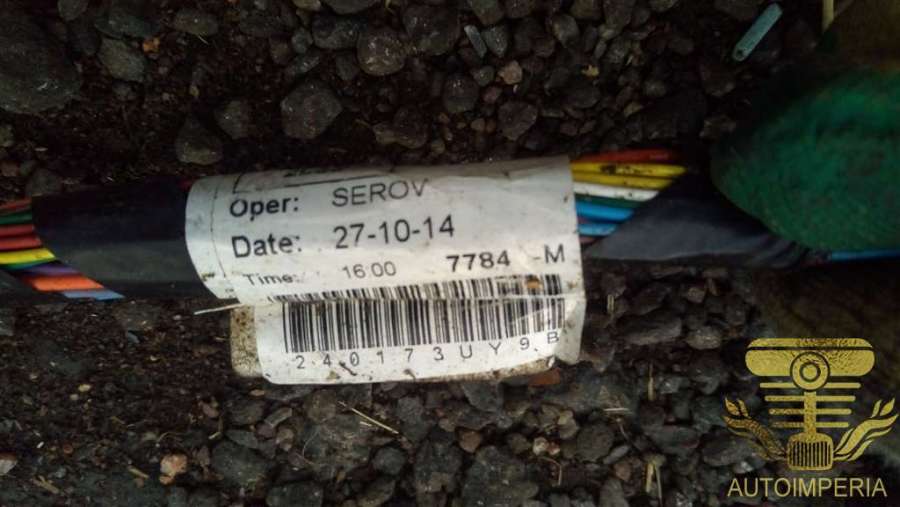 Oper: SEROV
Date: 27-10-14
Time: 16:00 7784 -M
240173UY9B
AUTOIMPERIA